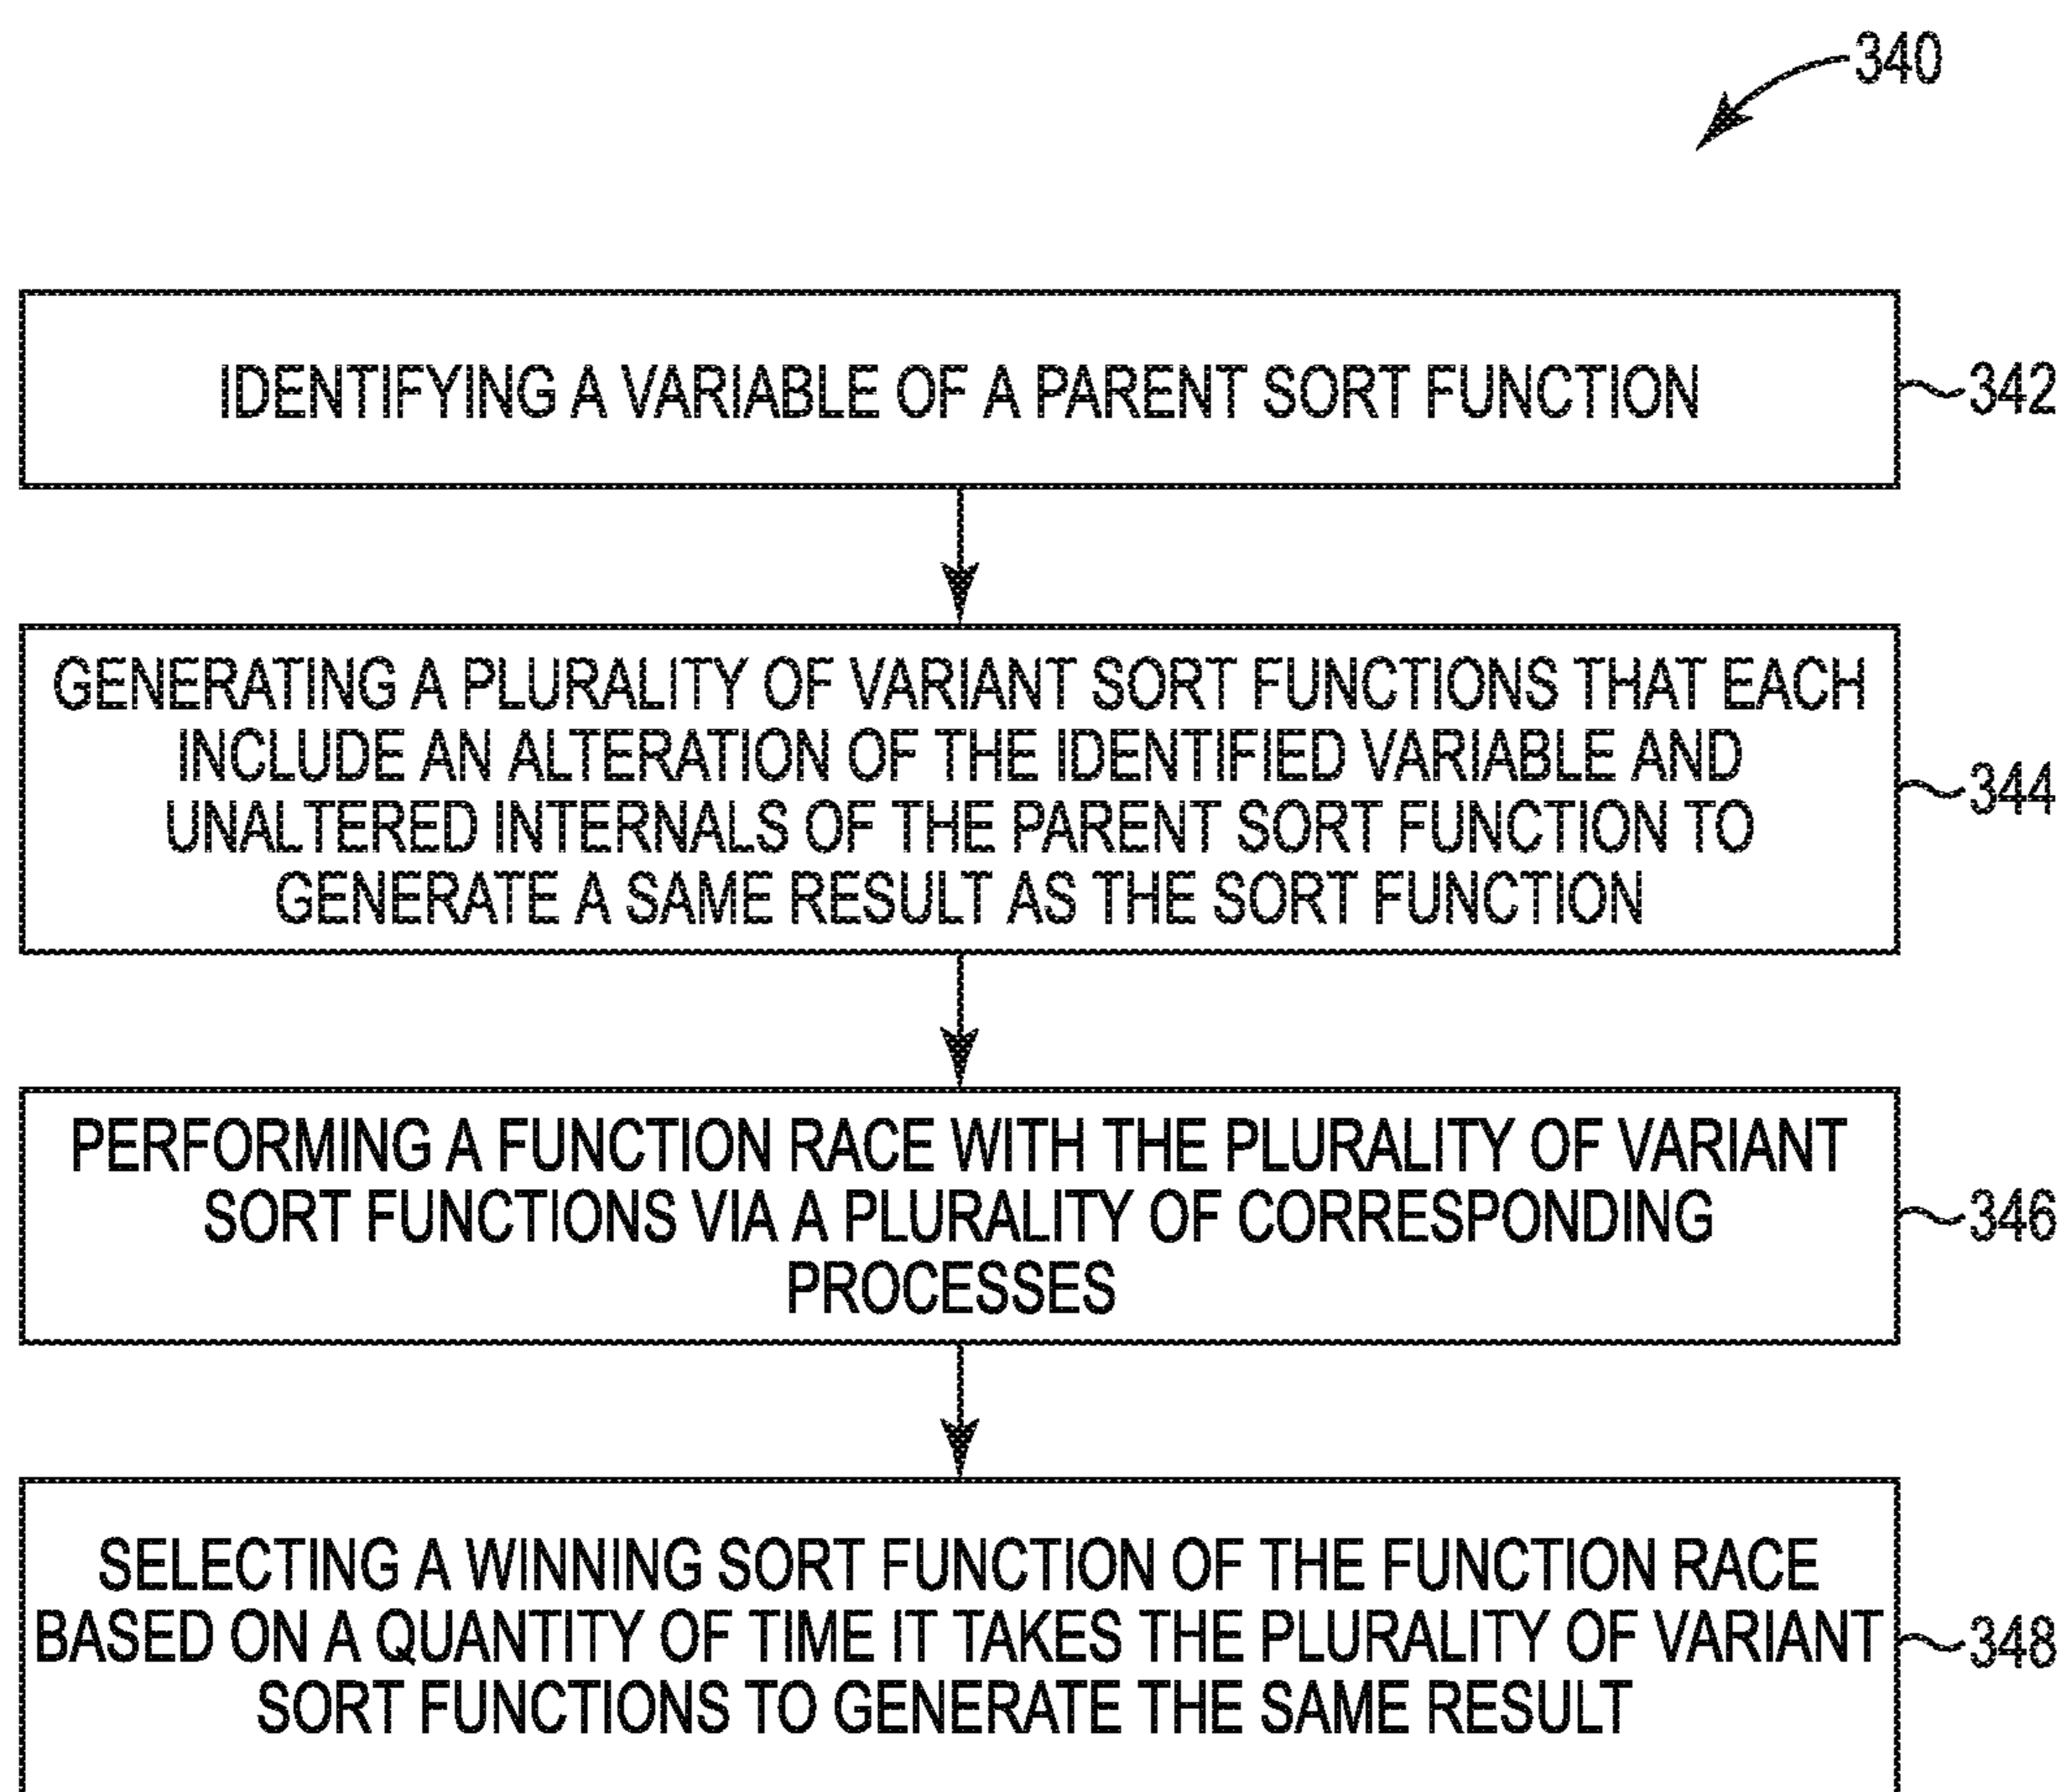 340
IDENTIFYING A VARIABLE OF A PARENT SORT FUNCTION
342
GENERATING A PLURALITY OF VARIANT SORT FUNCTIONS THAT EACH
INCLUDE AN ALTERATION OF THE IDENTIFIED VARIABLE AND
UNALTERED INTERNALS OF THE PARENT SORT FUNCTION TO
GENERATE A SAME RESULT AS THE SORT FUNCTION
344
PERFORMING A FUNCTION RACE WITH THE PLURALITY OF VARIANT
SORT FUNCTIONS VIA A PLURALITY OF CORRESPONDING
PROCESSES
346
SELECTING A WINNING SORT FUNCTION OF THE FUNCTION RACE
BASED ON A QUANTITY OF TIME IT TAKES THE PLURALITY OF VARIANT
SORT FUNCTIONS TO GENERATE THE SAME RESULT
348